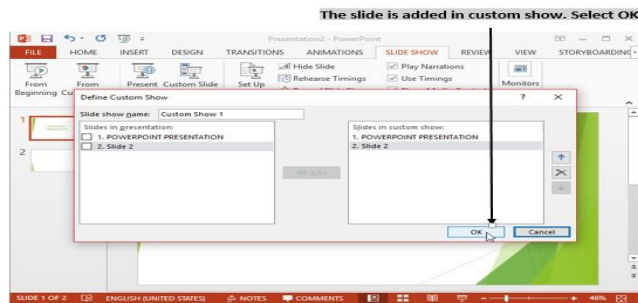 The slide is added in custom show. Select OK
Presentation2 - PowerPoint
FILE HOME INSERT DESIGN TRANSITIONS ANIMATIONS SLIDE SHOW REVIEW VIEW STORYBOARDING
Hide Slide Play Narrations
Rehearse Timings Use Timings
From From Present Custom Slide Set Up Monitors
Beginning
Define Custom Show ?
Slide show name: Custom Show 1
Slides in presentation: Slides in custom show:
1. POWERPOINT PRESENTATION 1. POWERPOINT PRESENTATION
2. Slide 2 2. Slide 2
Add
OK Cancel
1
2
SLIDE 1 OF 2 ENGLISH (UNITED STATES) NOTES COMMENTS 46%